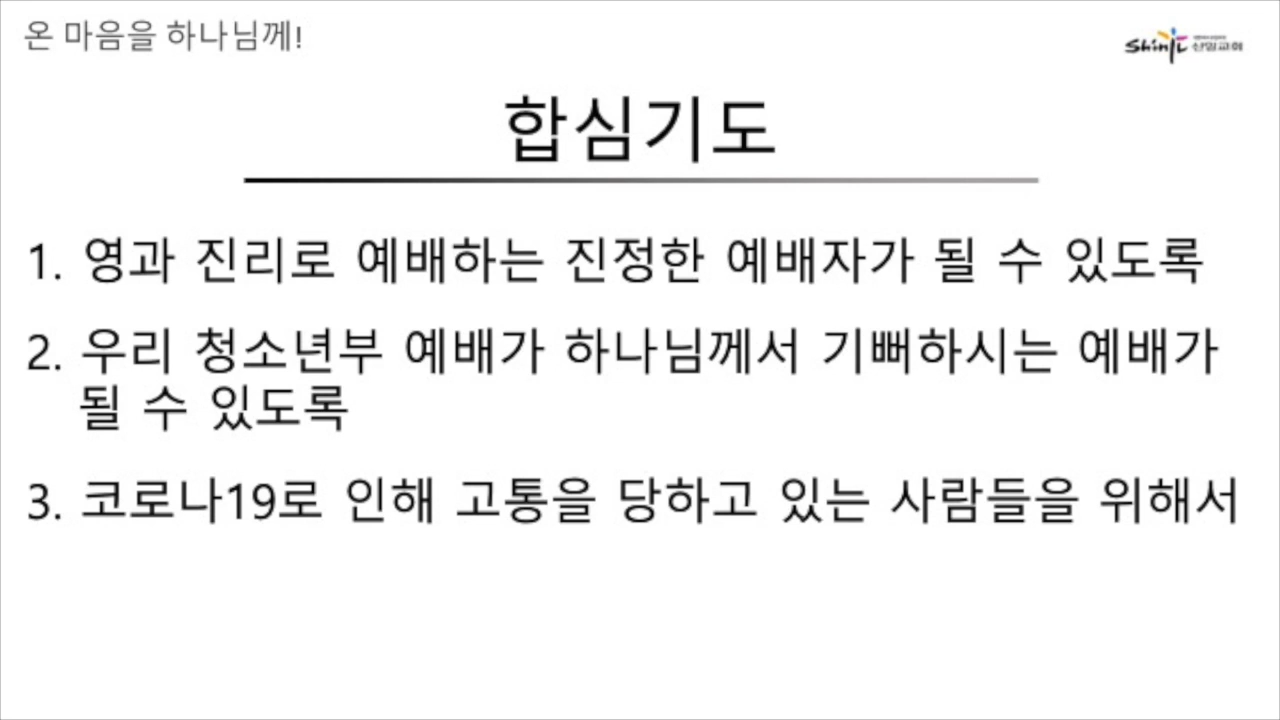 온 마음을 하나님께!
Shinil 신일교회
합심기도
1. 영과 진리로 예배하는 진정한 예배자가 될 수 있도록
2. 우리 청소년부 예배가 하나님께서 기뻐하시는 예배가
될 수 있도록
3. 코로나19로 인해 고통을 당하고 있는 사람들을 위해서